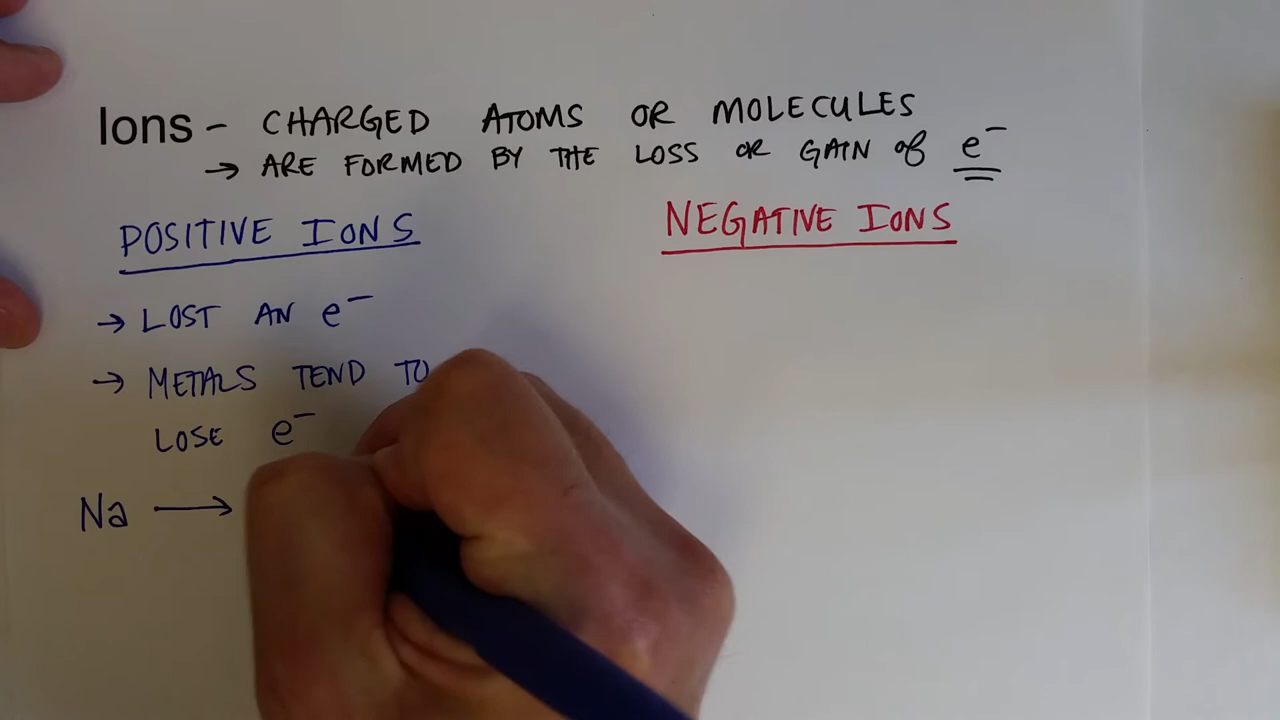 Ions - CHARGED ATOMS OR MOLECULES
→ ARE FORMED BY THE LOSS OR GAIN of e⁻
POSITIVE IONS
→ LOST AN e⁻
→ METALS TEND TO
LOSE e⁻
Na ⟶
NEGATIVE IONS